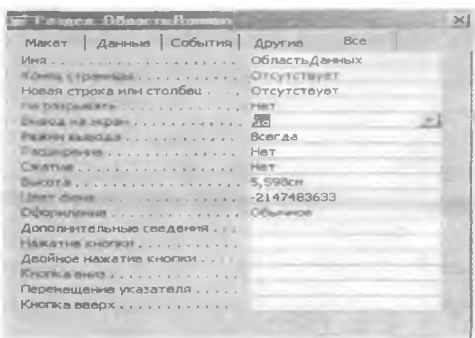 Раздел: ОбластьДанных
Макет Данные События Другие Все
Имя ОбластьДанных
Конец страницы Отсутствует
Новая строка или столбец Отсутствует
Не разрывать Нет
Вывод на экран Да
Режим вывода Всегда
Расширение Нет
Сжатие Нет
Высота 5,598см
Цвет фона -2147483633
Оформление Обычное
Дополнительные сведения
Нажатие кнопки
Двойное нажатие кнопки
Кнопка вниз
Перемещение указателя
Кнопка вверх